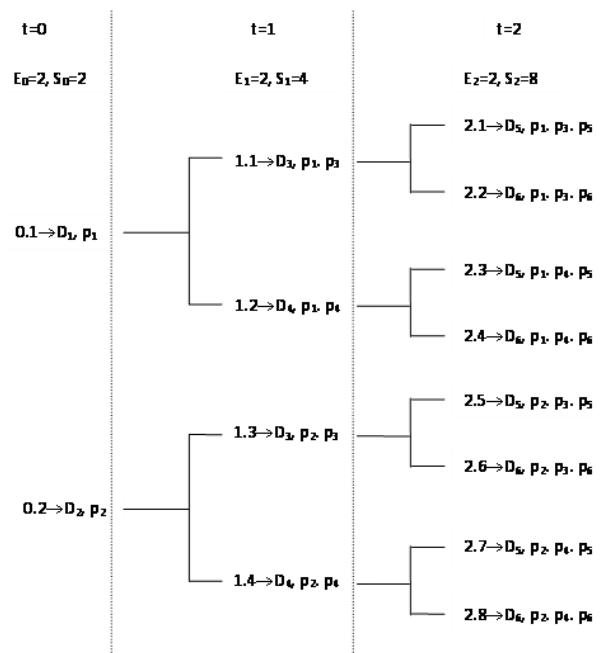 t=0 t=1 t=2
E₀=2, S₀=2 E₁=2, S₁=4 E₂=2, S₂=8
2.1→D₅, p₁. p₃. p₅
1.1→D₃, p₁. p₃
2.2→D₆, p₁. p₃. p₆
0.1→D₁, p₁
2.3→D₅, p₁. p₄. p₅
1.2→D₄, p₁. p₄
2.4→D₆, p₁. p₄. p₆
2.5→D₅, p₂. p₃. p₅
1.3→D₃, p₂. p₃
2.6→D₆, p₂. p₃. p₆
0.2→D₂, p₂
2.7→D₅, p₂. p₄. p₅
1.4→D₄, p₂. p₄
2.8→D₆, p₂. p₄. p₆